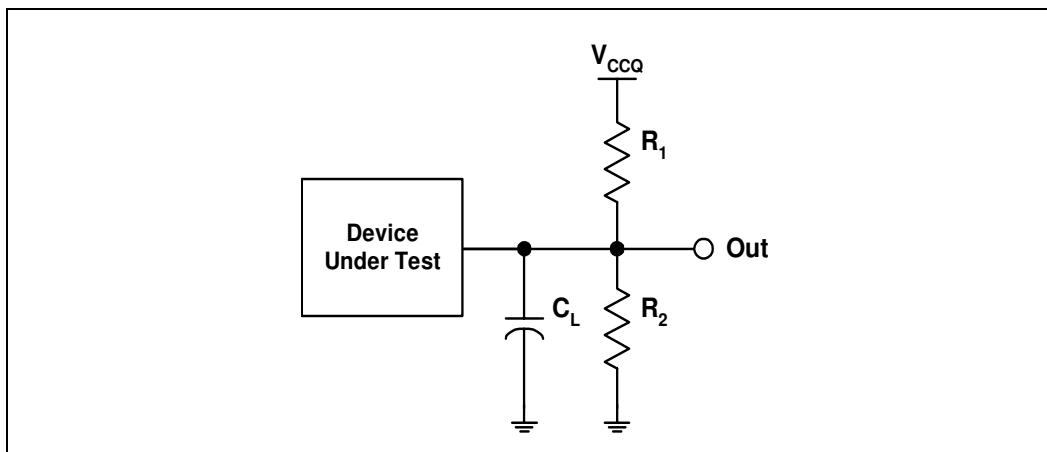 V_CCQ
R_1
Device
Under Test
Out
C_L
R_2